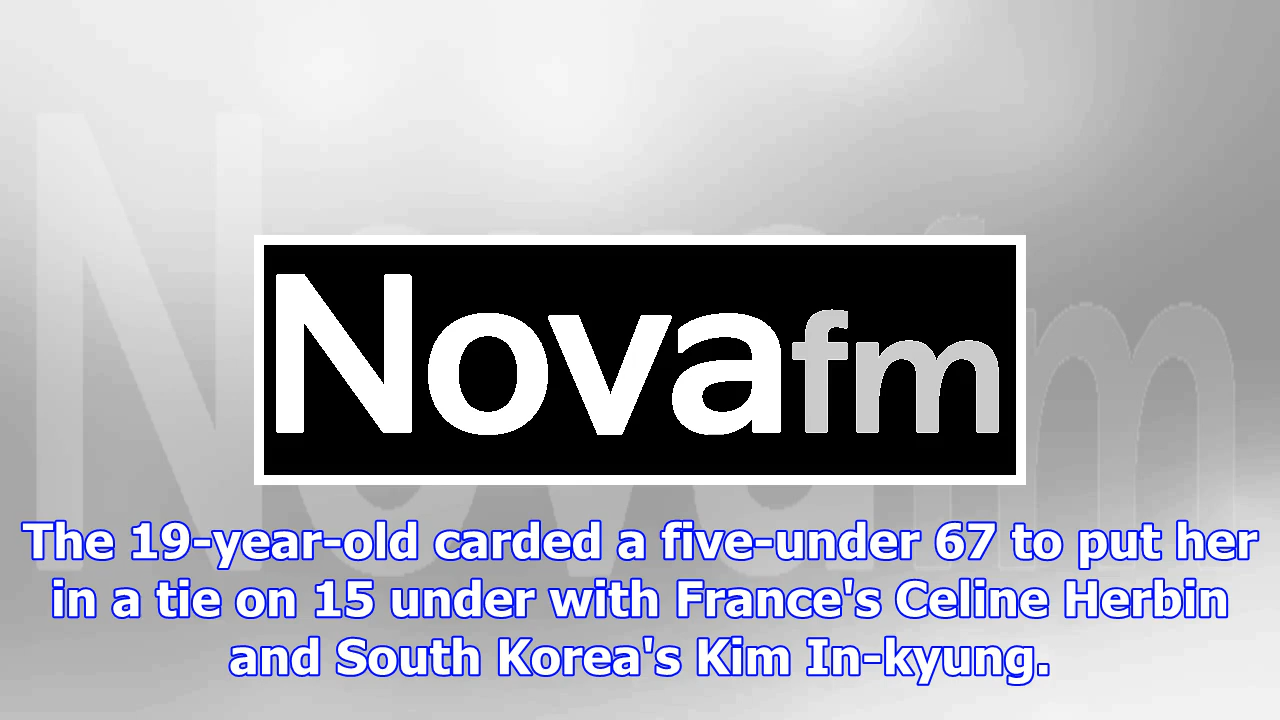 Novafm
The 19-year-old carded a five-under 67 to put her
in a tie on 15 under with France's Celine Herbin
and South Korea's Kim In-kyung.